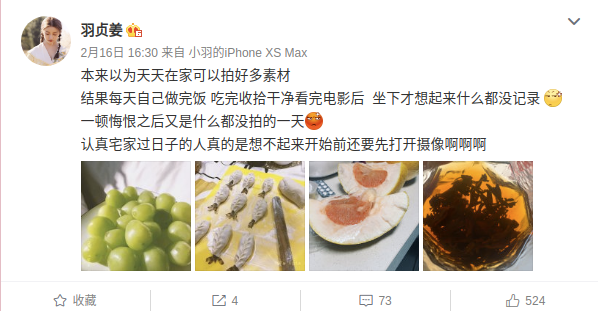 羽贞姜
2月16日 16:30 来自 小羽的iPhone XS Max
本来以为天天在家可以拍好多素材
结果每天自己做完饭 吃完收拾干净看完电影后 坐下才想起来什么都没记录
一顿悔恨之后又是什么都没拍的一天
认真宅家过日子的人真的是想不起来开始前还要先打开摄像啊啊啊
收藏 4 73 524